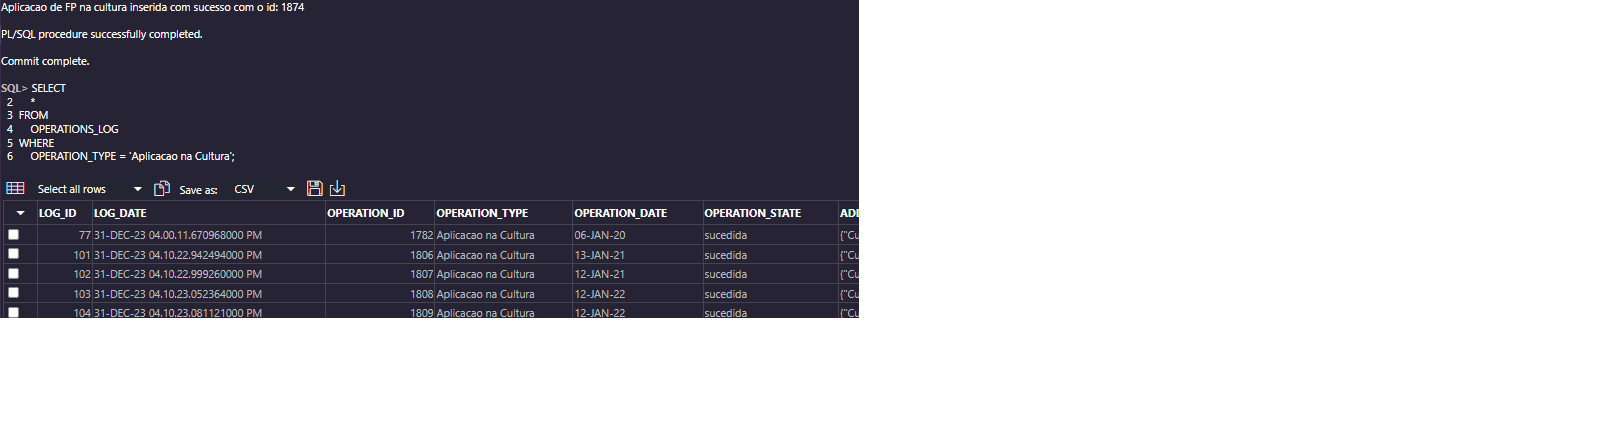 Aplicacao de FP na cultura inserida com sucesso com o id: 1874
PL/SQL procedure successfully completed.
Commit complete.
SQL> SELECT
2 *
3 FROM
4 OPERATIONS_LOG
5 WHERE
6 OPERATION_TYPE = 'Aplicacao na Cultura';
Select all rows Save as: CSV
LOG_ID LOG_DATE OPERATION_ID OPERATION_TYPE OPERATION_DATE OPERATION_STATE ADD
77 31-DEC-23 04.00.11.670968000 PM 1782 Aplicacao na Cultura 06-JAN-20 sucedida {"Cu
101 31-DEC-23 04.10.22.942494000 PM 1806 Aplicacao na Cultura 13-JAN-21 sucedida {"Cu
102 31-DEC-23 04.10.22.999260000 PM 1807 Aplicacao na Cultura 12-JAN-21 sucedida {"Cu
103 31-DEC-23 04.10.23.052364000 PM 1808 Aplicacao na Cultura 12-JAN-22 sucedida {"Cu
104 31-DEC-23 04.10.23.081121000 PM 1809 Aplicacao na Cultura 12-JAN-22 sucedida {"Cu